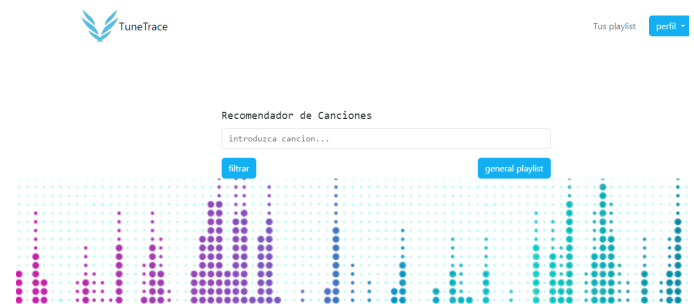 TuneTrace
Tus playlist
perfil
Recomendador de Canciones
introduzca cancion...
filtrar
general playlist